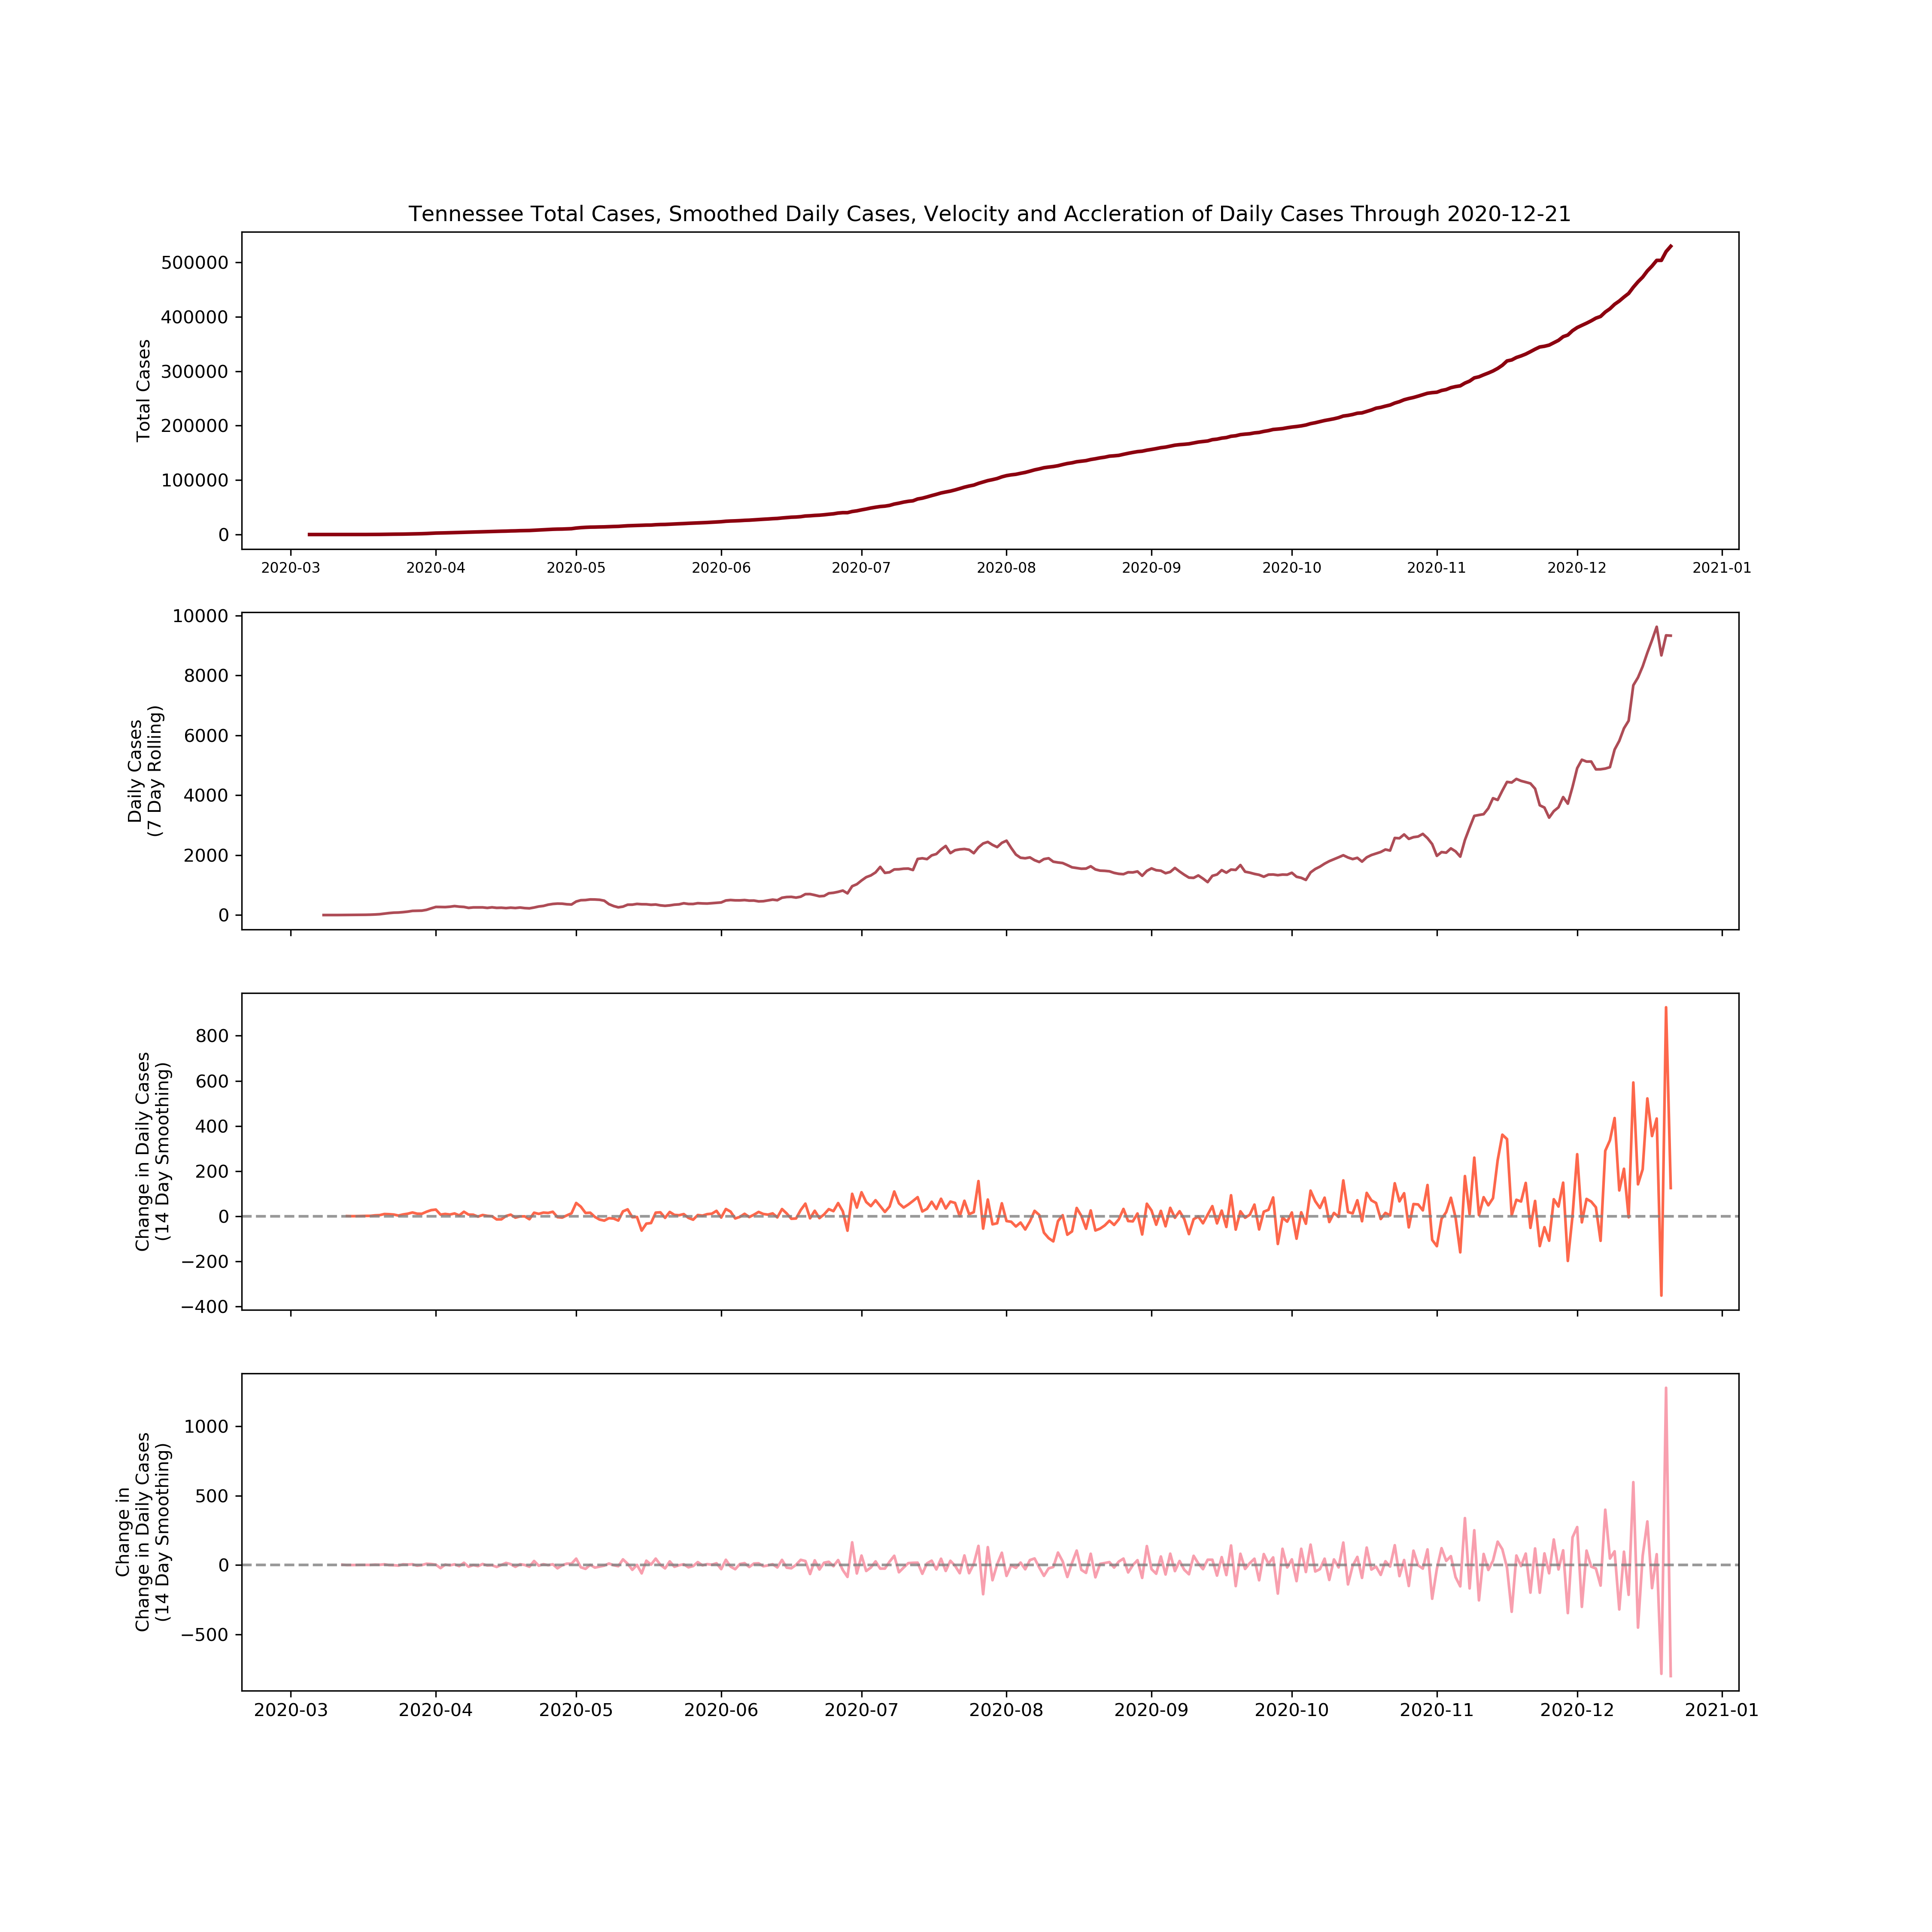 Tennessee Total Cases, Smoothed Daily Cases, Velocity and Accleration of Daily Cases Through 2020-12-21
Total Cases
500000
400000
300000
200000
100000
0
2020-03 2020-04 2020-05 2020-06 2020-07 2020-08 2020-09 2020-10 2020-11 2020-12 2021-01
Daily Cases
(7 Day Rolling)
10000
8000
6000
4000
2000
0
Change in Daily Cases
(14 Day Smoothing)
800
600
400
200
0
−200
−400
Change in
Change in Daily Cases
(14 Day Smoothing)
1000
500
0
−500
2020-03 2020-04 2020-05 2020-06 2020-07 2020-08 2020-09 2020-10 2020-11 2020-12 2021-01